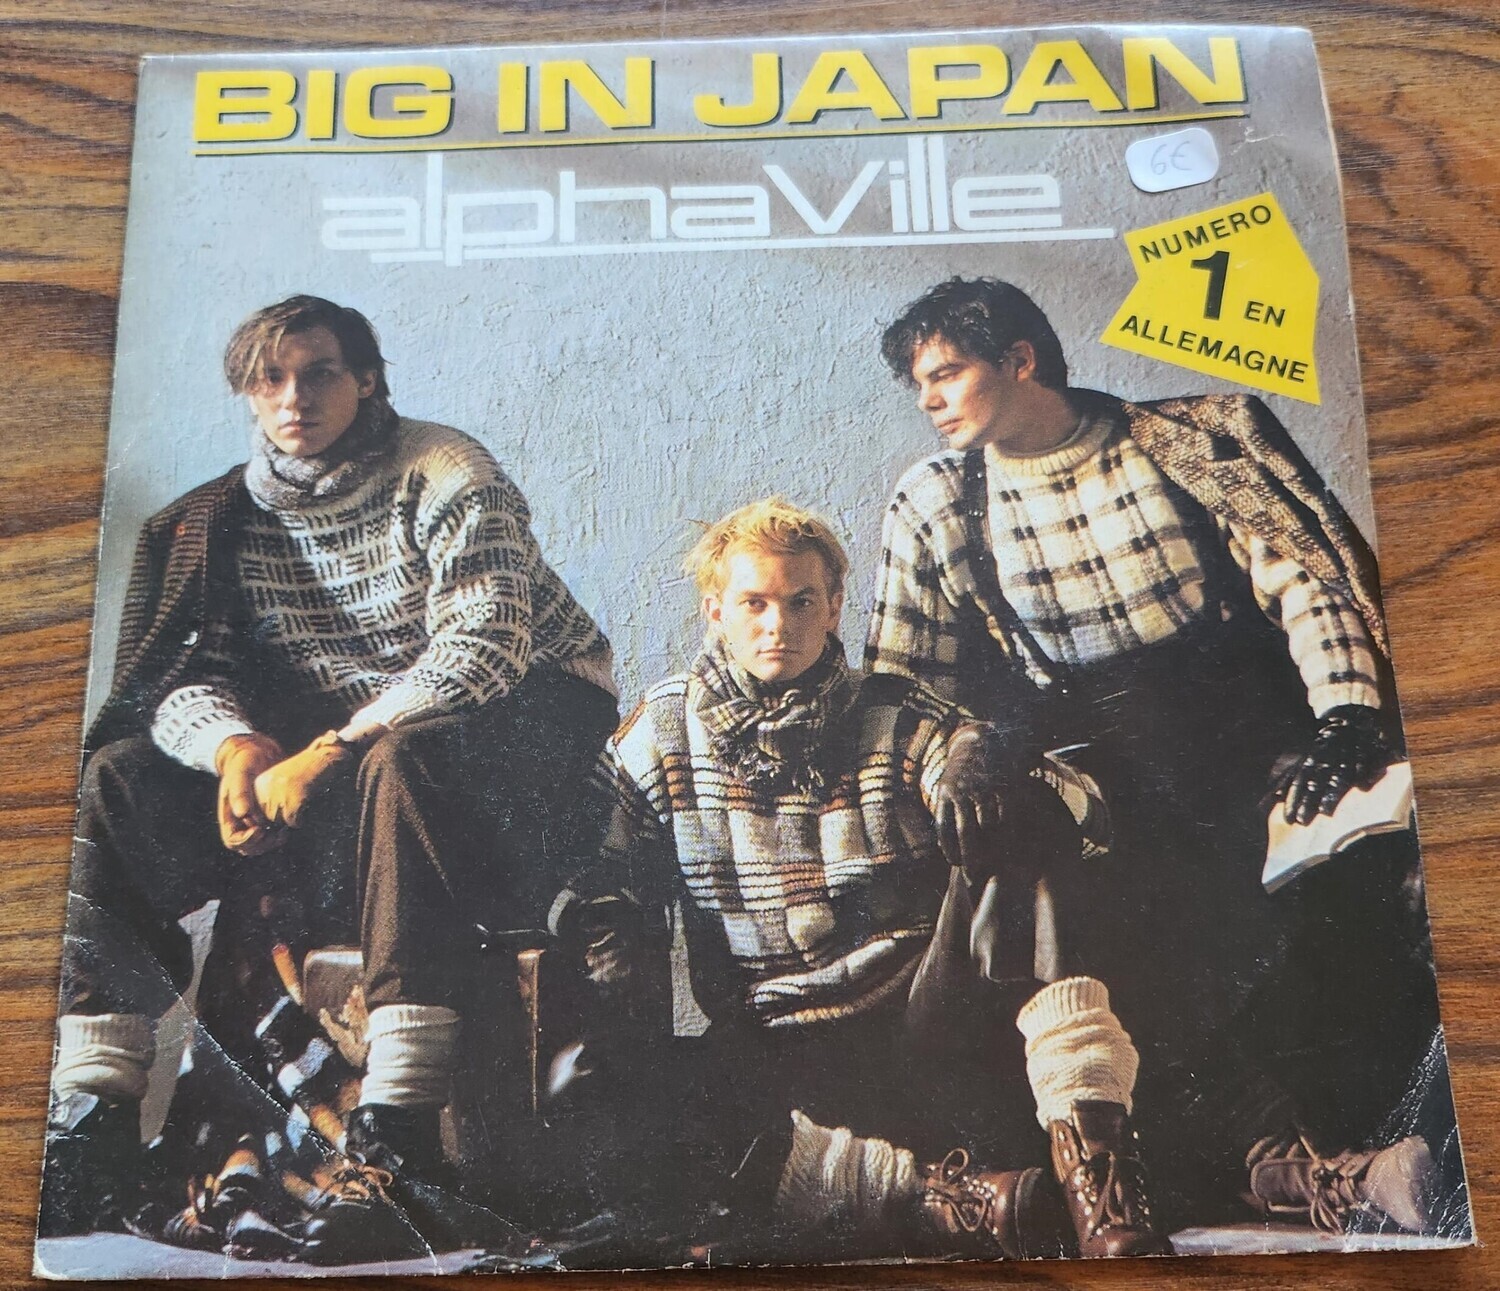 BIG IN JAPAN
alphaVille
6€
NUMERO
1 EN
ALLEMAGNE